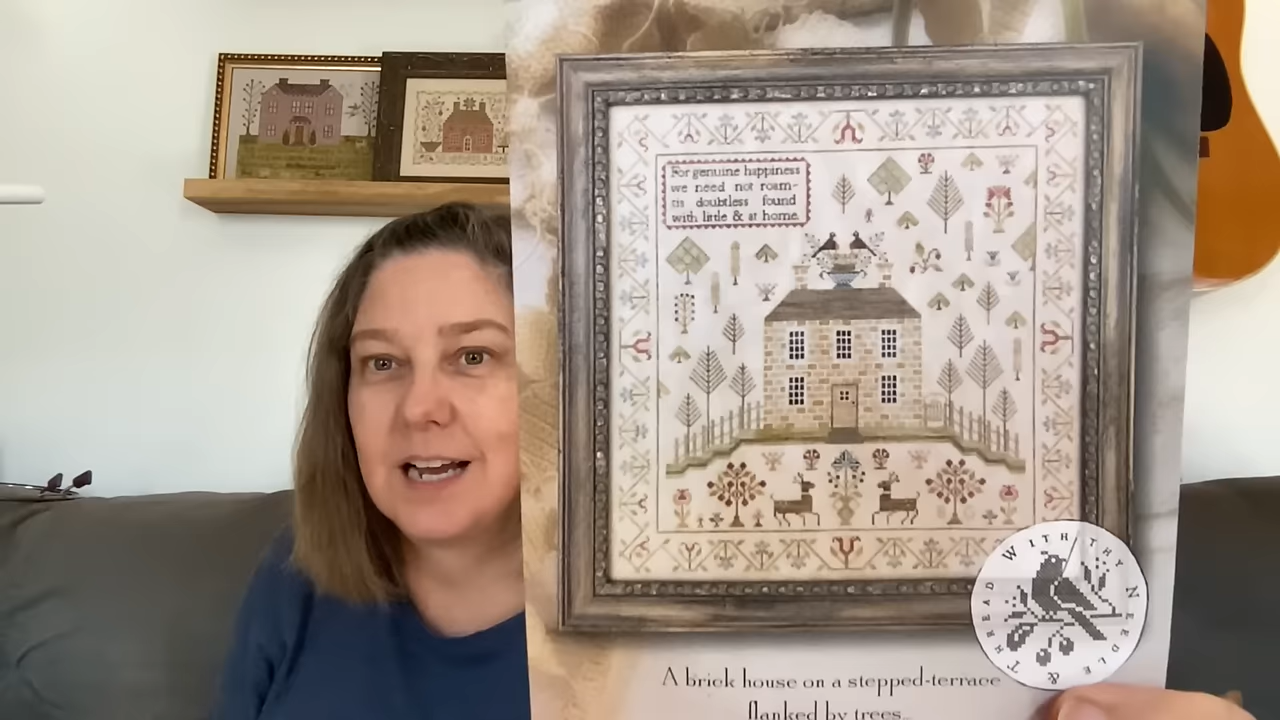 For genuine happiness
we need not roam-
tis doubtless found
with little & at home.
WITH THY NEEDLE & THREAD
A brick house on a stepped-terrace
flanked by trees...